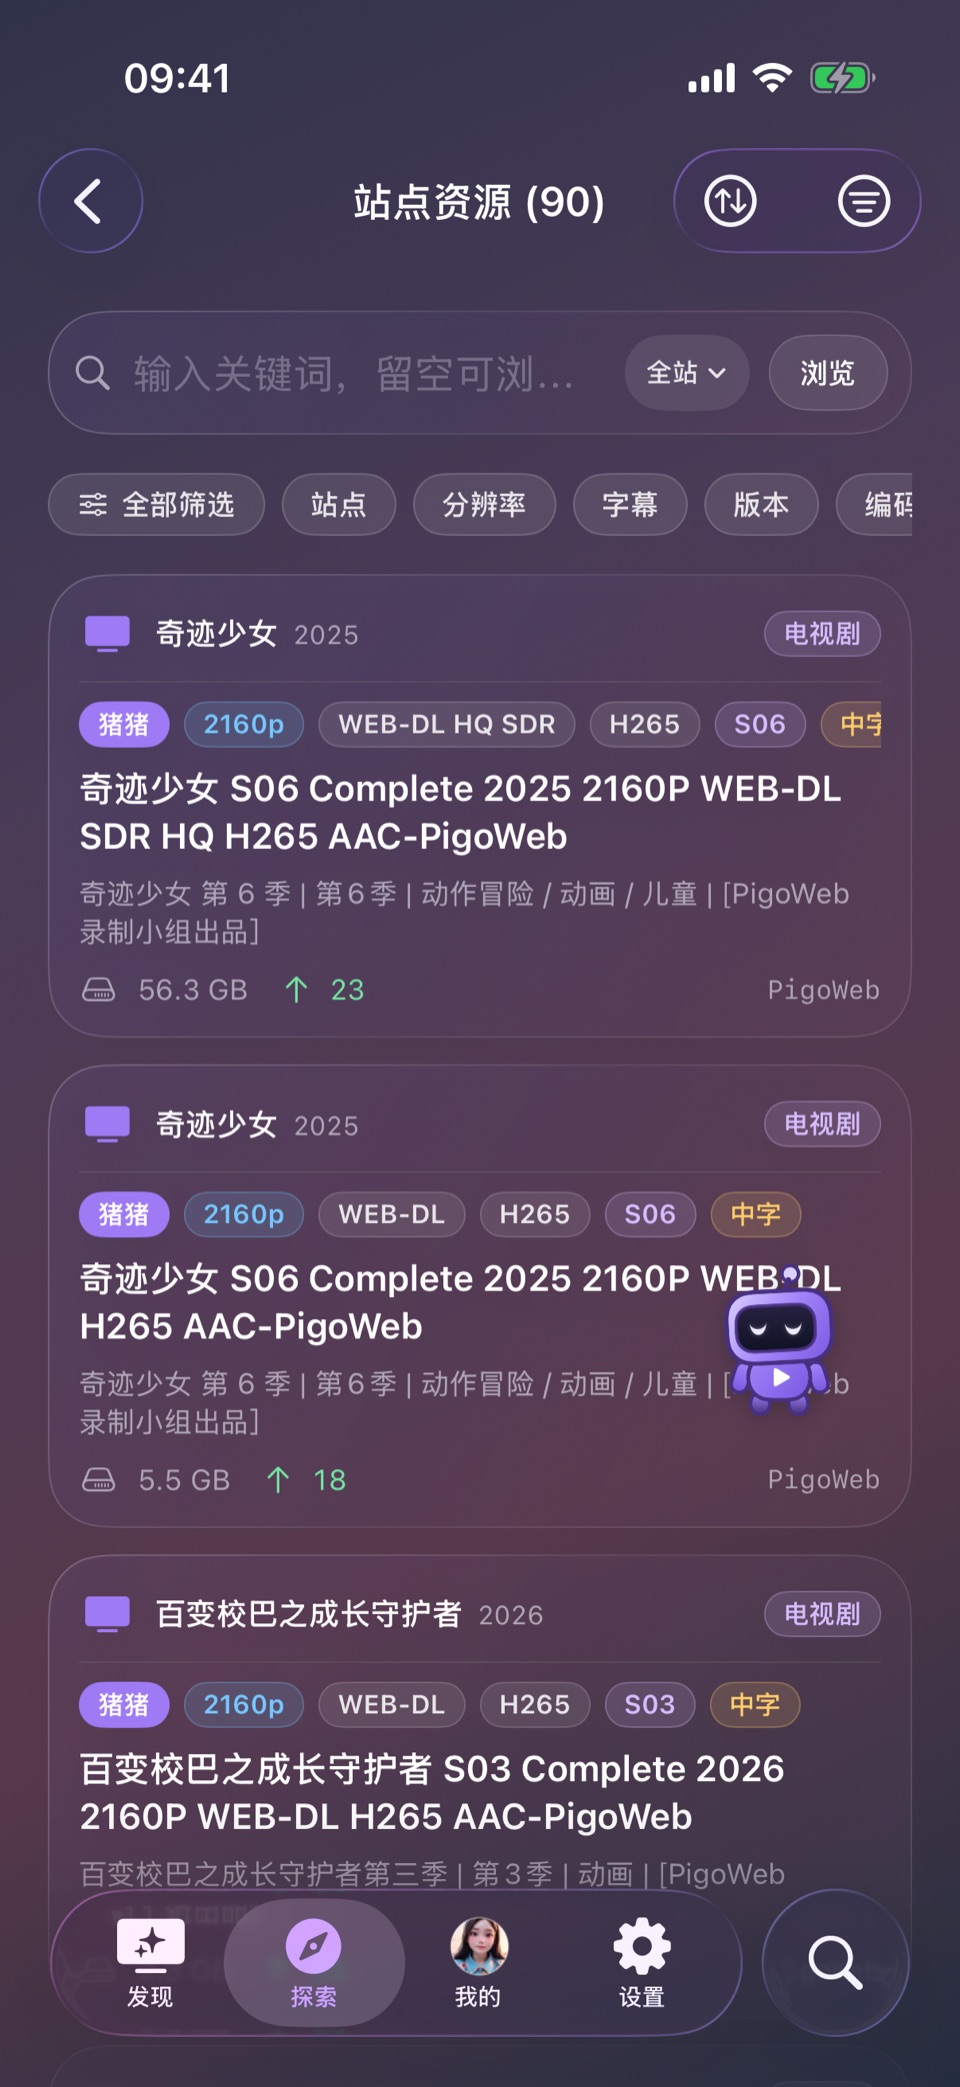 09:41
站点资源 (90)
输入关键词，留空可浏...
全站
浏览
全部筛选
站点
分辨率
字幕
版本
编码
奇迹少女 2025
电视剧
猪猪
2160p
WEB-DL HQ SDR
H265
S06
中字
奇迹少女 S06 Complete 2025 2160P WEB-DL
SDR HQ H265 AAC-PigoWeb
奇迹少女 第 6 季 | 第6季 | 动作冒险 / 动画 / 儿童 | [PigoWeb
录制小组出品]
56.3 GB
23
PigoWeb
奇迹少女 2025
电视剧
猪猪
2160p
WEB-DL
H265
S06
中字
奇迹少女 S06 Complete 2025 2160P WEB-DL
H265 AAC-PigoWeb
奇迹少女 第 6 季 | 第6季 | 动作冒险 / 动画 / 儿童 |
录制小组出品]
5.5 GB
18
PigoWeb
百变校巴之成长守护者 2026
电视剧
猪猪
2160p
WEB-DL
H265
S03
中字
百变校巴之成长守护者 S03 Complete 2026
2160P WEB-DL H265 AAC-PigoWeb
百变校巴之成长守护者第三季 | 第3季 | 动画 | [PigoWeb
发现
探索
我的
设置